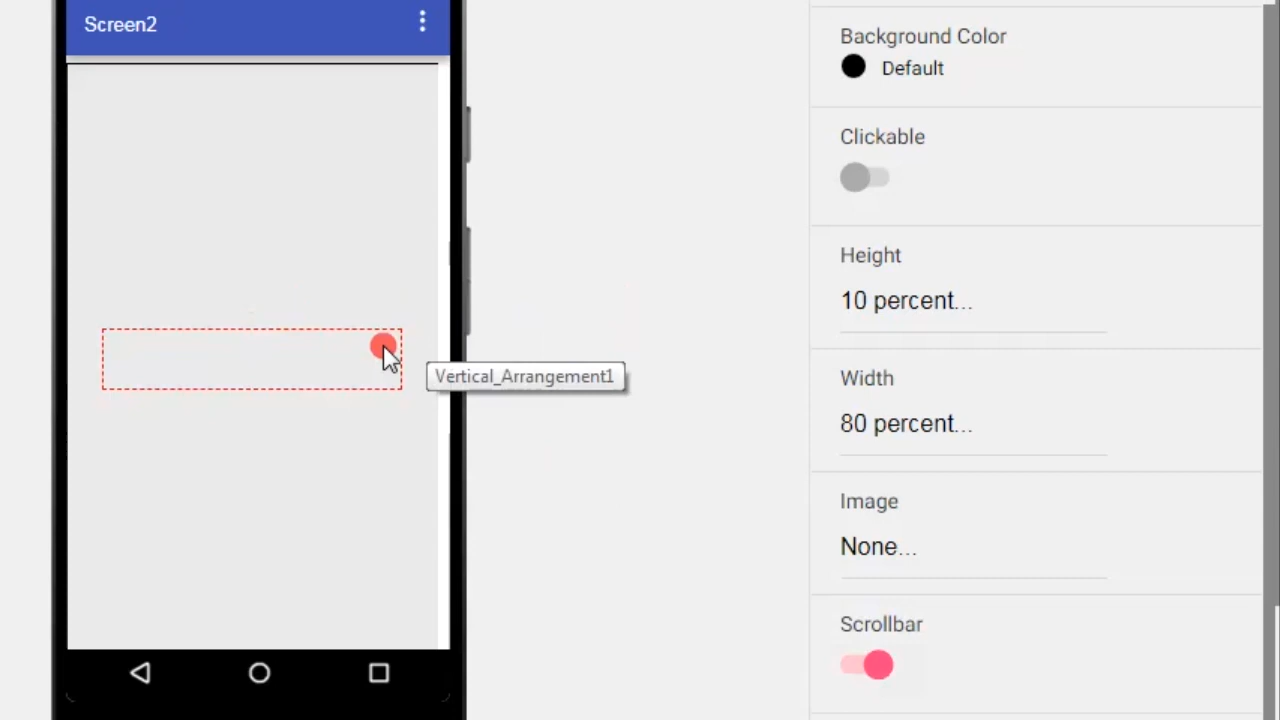 Screen2
Vertical_Arrangement1
Background Color
Default
Clickable
Height
10 percent...
Width
80 percent...
Image
None...
Scrollbar